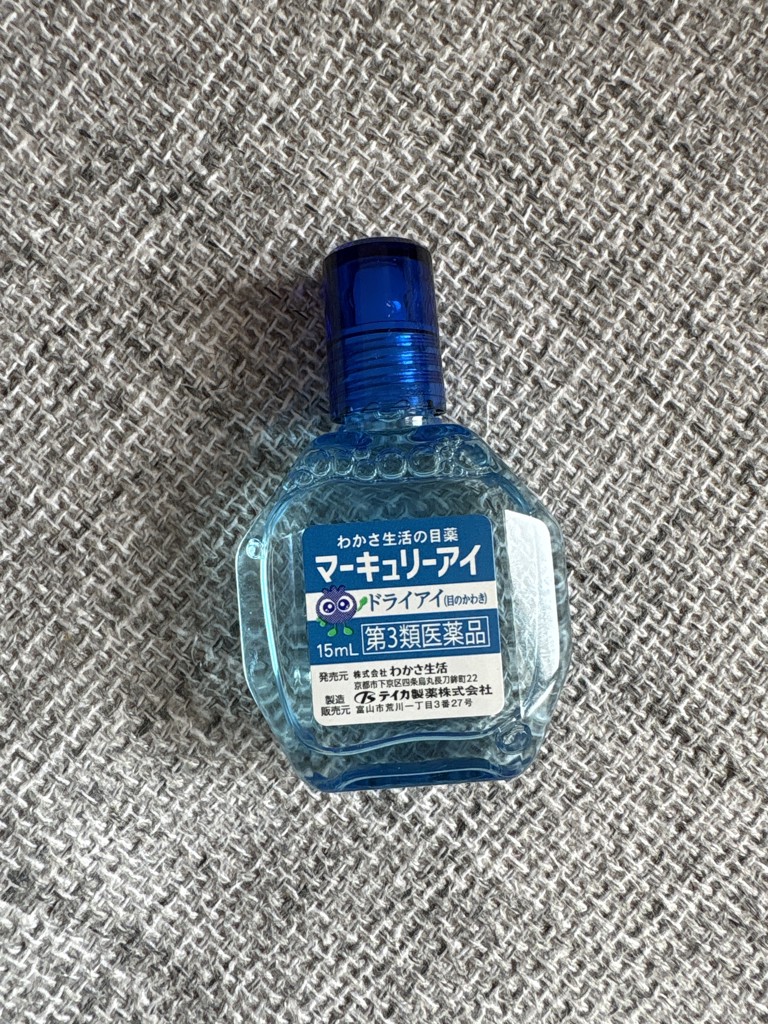 わかさ生活の目薬
マーキュリーアイ
ドライアイ(目のかわき)
15mL 第3類医薬品
発売元 株式会社 わかさ生活
京都市下京区四条烏丸長刀鉾町22
製造販売元 テイカ製薬株式会社
富山市荒川一丁目3番27号